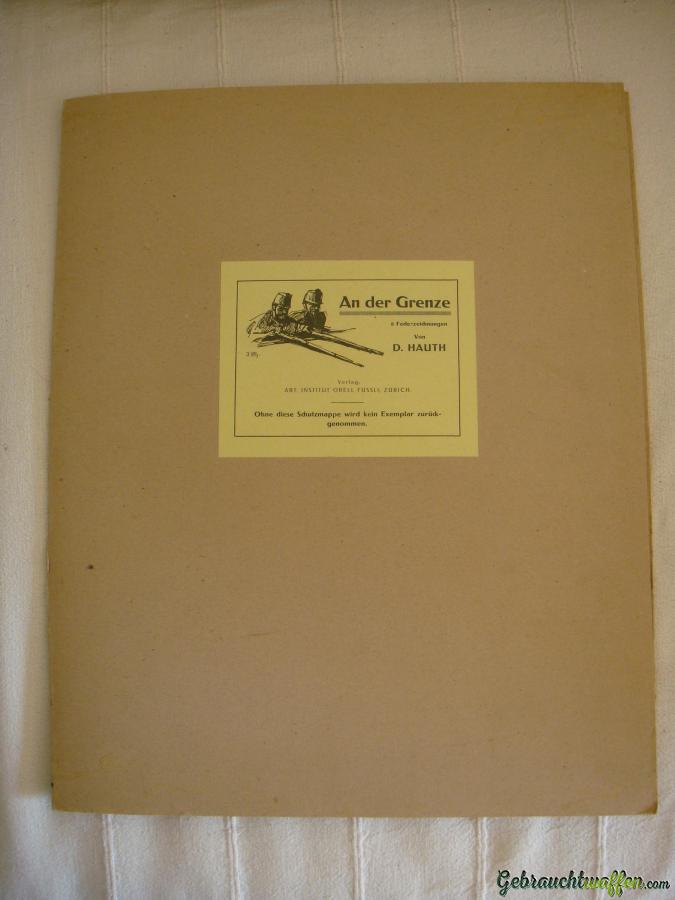 An der Grenze
Federzeichnungen
Von
D. HAUTH
Verlag:
ART. INSTITUT ORELL FÜSSLI, ZÜRICH.
Ohne diese Schutzmappe wird kein Exemplar zurück-
genommen.
Gebrauchtwaffen.com